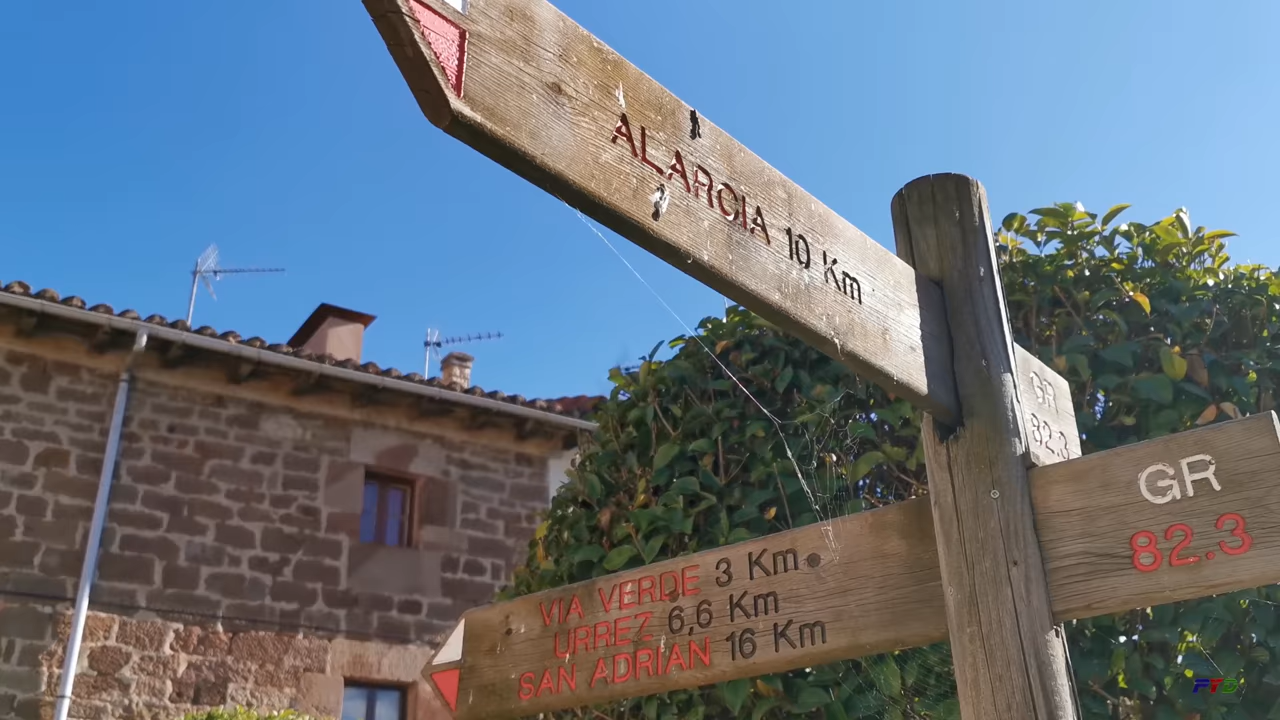 ALARCIA 10 Km
GR
82.3
GR
82.3
VIA VERDE 3 Km
URREZ 6,6 Km
SAN ADRIAN 16 Km
FTD